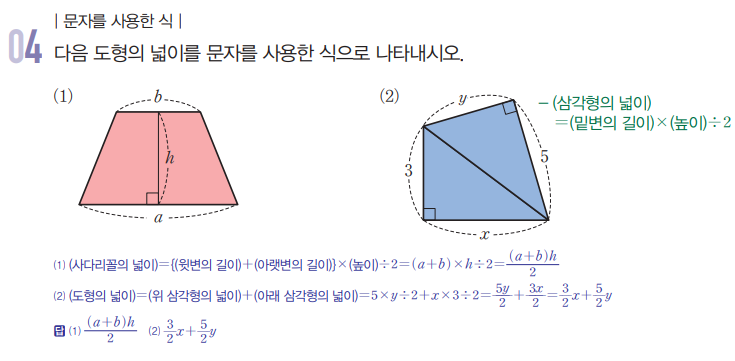 | 문자를 사용한 식 |
04 다음 도형의 넓이를 문자를 사용한 식으로 나타내시오.
(1)
b
h
a
(2)
y
3
5
x
– (삼각형의 넓이)
=(밑변의 길이)×(높이)÷2
(1) (사다리꼴의 넓이)={(윗변의 길이)+(아랫변의 길이)}×(높이)÷2=(a+b)×h÷2=(a+b)h/2
(2) (도형의 넓이)=(위 삼각형의 넓이)+(아래 삼각형의 넓이)=5×y÷2+x×3÷2=5y/2+3x/2=3/2x+5/2y
답 (1) (a+b)h/2 (2) 3/2x+5/2y